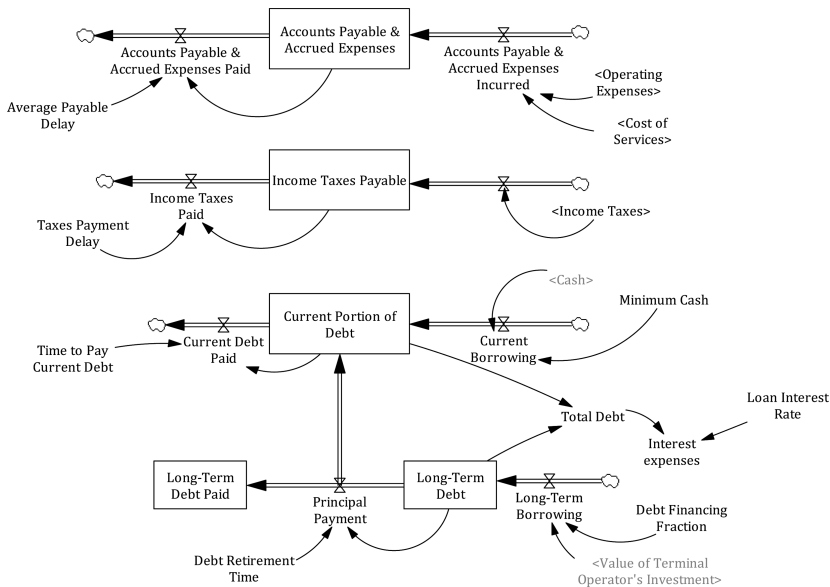 Accounts Payable &
Accrued Expenses
Accounts Payable &
Accrued Expenses Paid
Accounts Payable &
Accrued Expenses
Incurred
<Operating
Expenses>
Average Payable
Delay
<Cost of
Services>
Income Taxes Payable
Income Taxes
Paid
<Income Taxes>
Taxes Payment
Delay
<Cash>
Minimum Cash
Current Portion of
Debt
Current Debt
Paid
Current
Borrowing
Time to Pay
Current Debt
Loan Interest
Rate
Total Debt
Interest
expenses
Long-Term
Debt Paid
Long-Term
Debt
Principal
Payment
Long-Term
Borrowing
Debt Financing
Fraction
Debt Retirement
Time
<Value of Terminal
Operator's Investment>